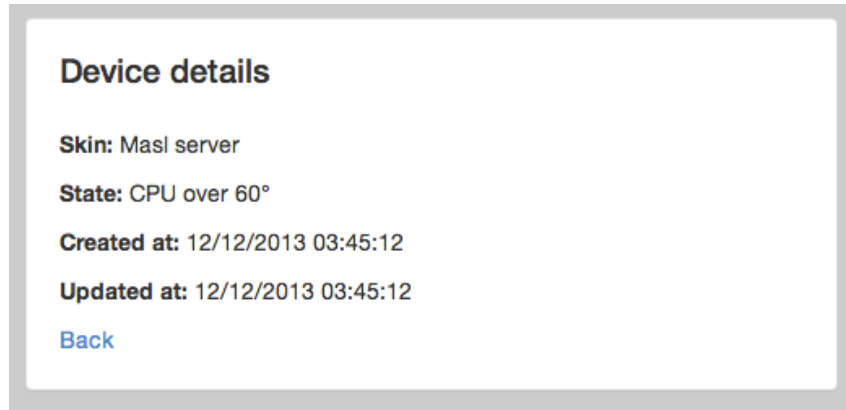 Device details
Skin: Masl server
State: CPU over 60°
Created at: 12/12/2013 03:45:12
Updated at: 12/12/2013 03:45:12
Back